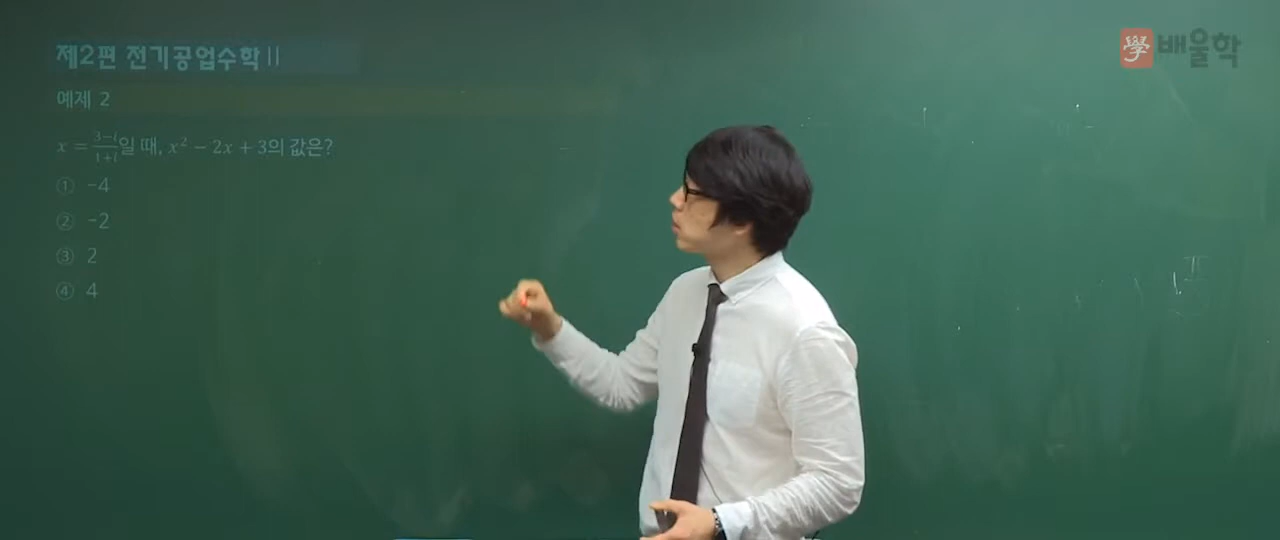 제2편 전기공업수학 II
예제 2
x = \frac{3-i}{1+i}일 때, x² − 2x + 3의 값은?
① -4
② -2
③ 2
④ 4
學 배울학